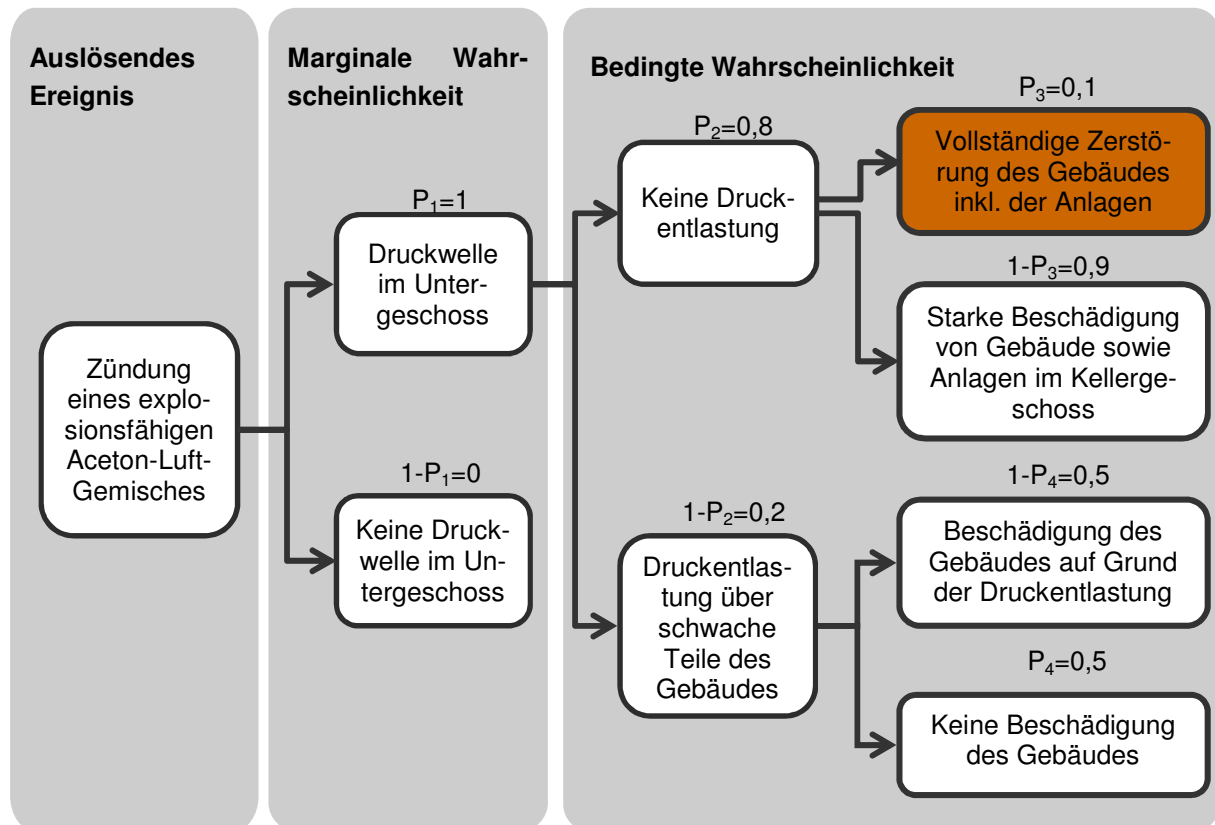 Auslösendes
Ereignis
Marginale Wahr-
scheinlichkeit
Bedingte Wahrscheinlichkeit
Zündung
eines explo-
sionsfähigen
Aceton-Luft-
Gemisches
P₁=1
Druckwelle
im Unter-
geschoss
1-P₁=0
Keine Druck-
welle im Un-
tergeschoss
P₂=0,8
Keine Druck-
entlastung
1-P₂=0,2
Druckentlas-
tung über
schwache
Teile des
Gebäudes
P₃=0,1
Vollständige Zerstö-
rung des Gebäudes
inkl. der Anlagen
1-P₃=0,9
Starke Beschädigung
von Gebäude sowie
Anlagen im Kellerge-
schoss
1-P₄=0,5
Beschädigung des
Gebäudes auf Grund
der Druckentlastung
P₄=0,5
Keine Beschädigung
des Gebäudes